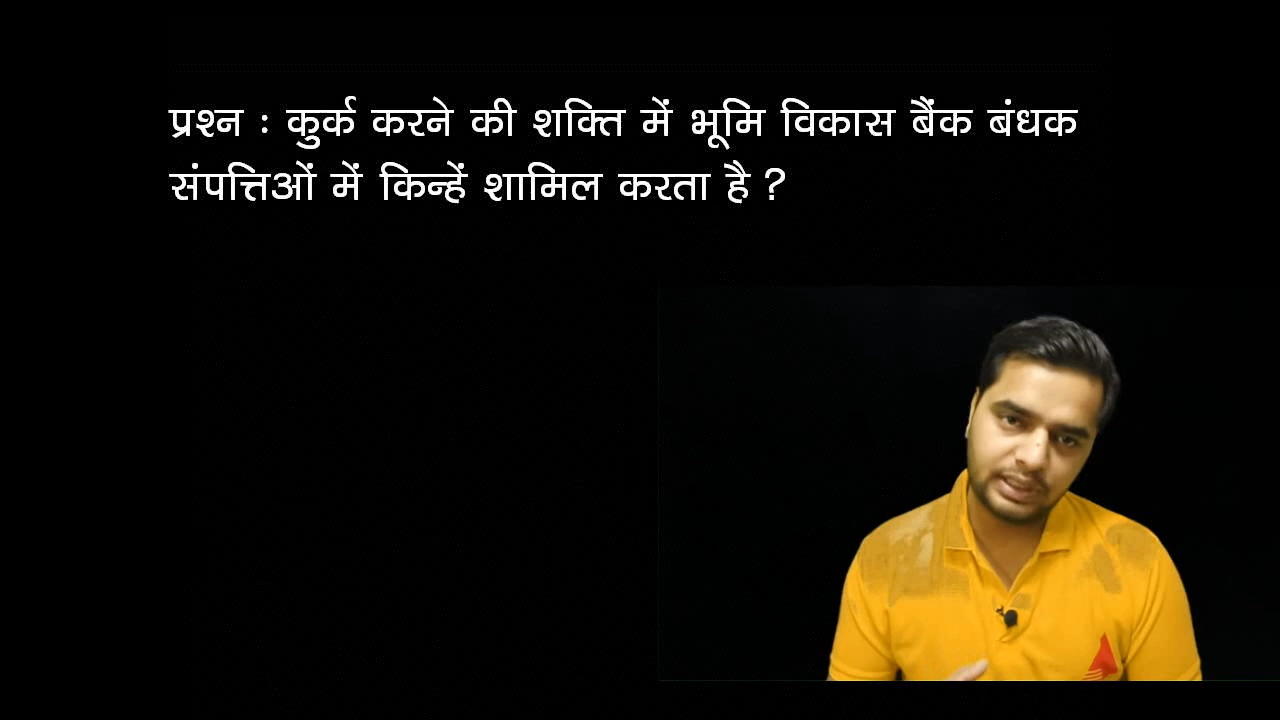 प्रश्न : कुर्क करने की शक्ति में भूमि विकास बैंक बंधक
संपत्तिओं में किन्हें शामिल करता है ?